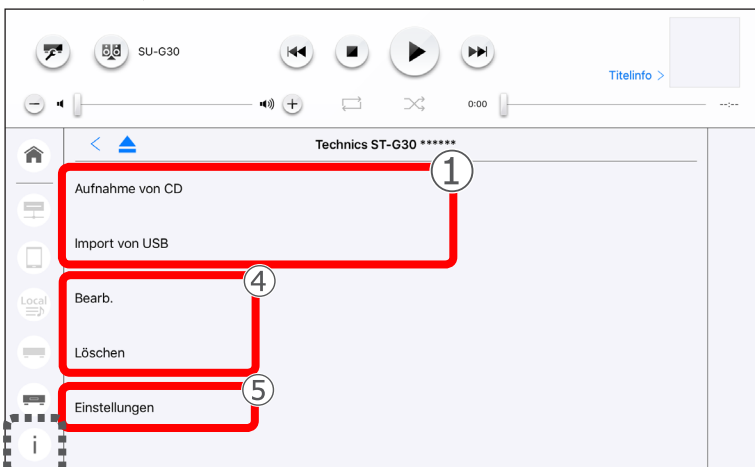 SU-G30
Titelinfo >
0:00
--:--
< Technics ST-G30 ******
1
Aufnahme von CD
Import von USB
4
Bearb.
Local
Löschen
5
Einstellungen
i